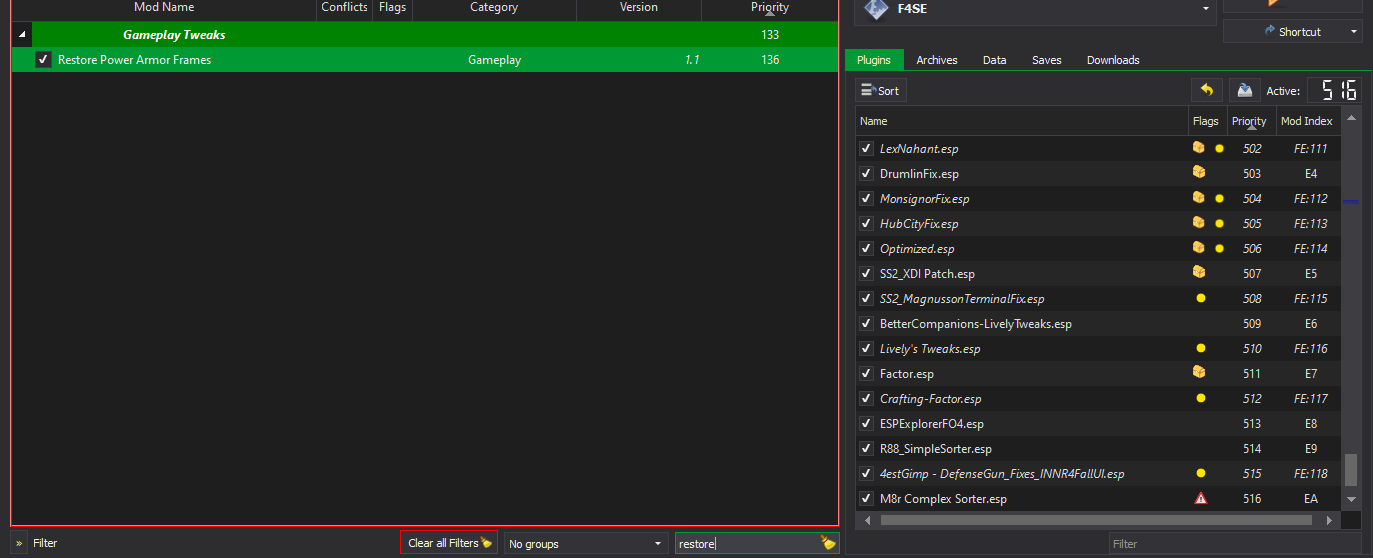 Mod Name Conflicts Flags Category Version Priority
Gameplay Tweaks 133
Restore Power Armor Frames Gameplay 1.1 136
Filter Clear all Filters No groups restore
F4SE
Shortcut
Plugins Archives Data Saves Downloads
Sort Active: 516
Name Flags Priority Mod Index
LexNahant.esp 502 FE:111
DrumlinFix.esp 503 E4
MonsignorFix.esp 504 FE:112
HubCityFix.esp 505 FE:113
Optimized.esp 506 FE:114
SS2_XDI Patch.esp 507 E5
SS2_MagnussonTerminalFix.esp 508 FE:115
BetterCompanions-LivelyTweaks.esp 509 E6
Lively's Tweaks.esp 510 FE:116
Factor.esp 511 E7
Crafting-Factor.esp 512 FE:117
ESPExplorerFO4.esp 513 E8
R88_SimpleSorter.esp 514 E9
4estGimp - DefenseGun_Fixes_INNR4FallUI.esp 515 FE:118
M8r Complex Sorter.esp 516 EA
Filter